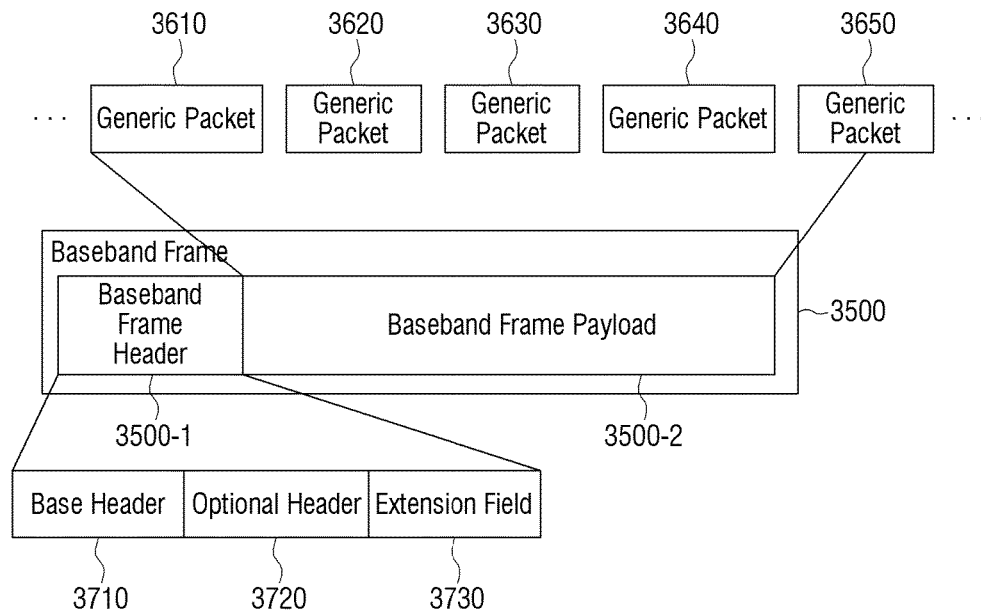 3610 3620 3630 3640 3650
· · · Generic Packet Generic Packet Generic Packet Generic Packet Generic Packet · · ·
Baseband Frame
Baseband
Frame
Header
Baseband Frame Payload
3500
3500-1 3500-2
Base Header Optional Header Extension Field
3710 3720 3730